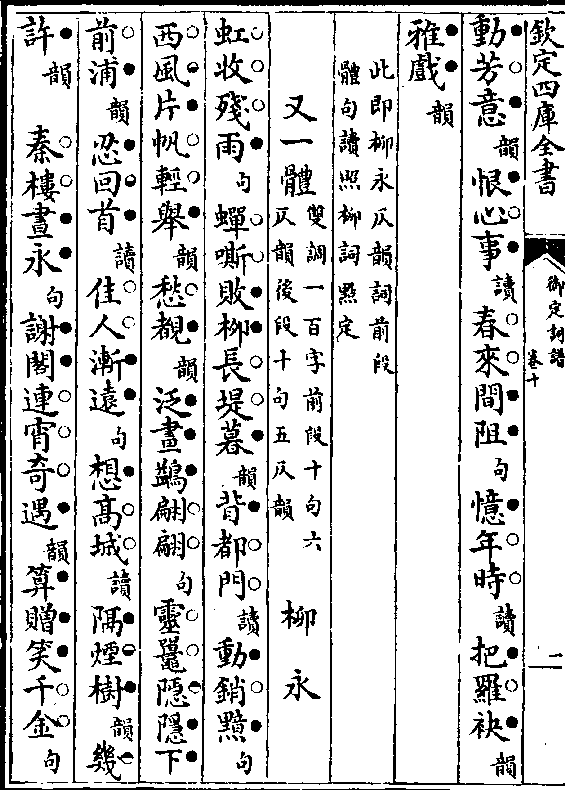 欽定四庫全書
御定詞譜
卷十
二
動芳意韻恨心事讀春來間阻句憶年時讀把羅袂韻
雅戲韻
此即柳永仄韻詞前段
體句讀照柳詞㸃定
又一體雙調一百字前段十句六
仄韻後段十句五仄韻
柳永
虹收殘雨句蟬嘶敗柳長堤暮韻背都門讀動銷黯句
西風片帆輕舉韻愁覩韻泛畫鷁翩翩句靈鼉隱隱下
前浦韻忍回首讀佳人漸遠句想髙城讀隔煙樹韻幾
許韻秦樓晝永句謝閣連宵奇遇韻算贈笑千金句